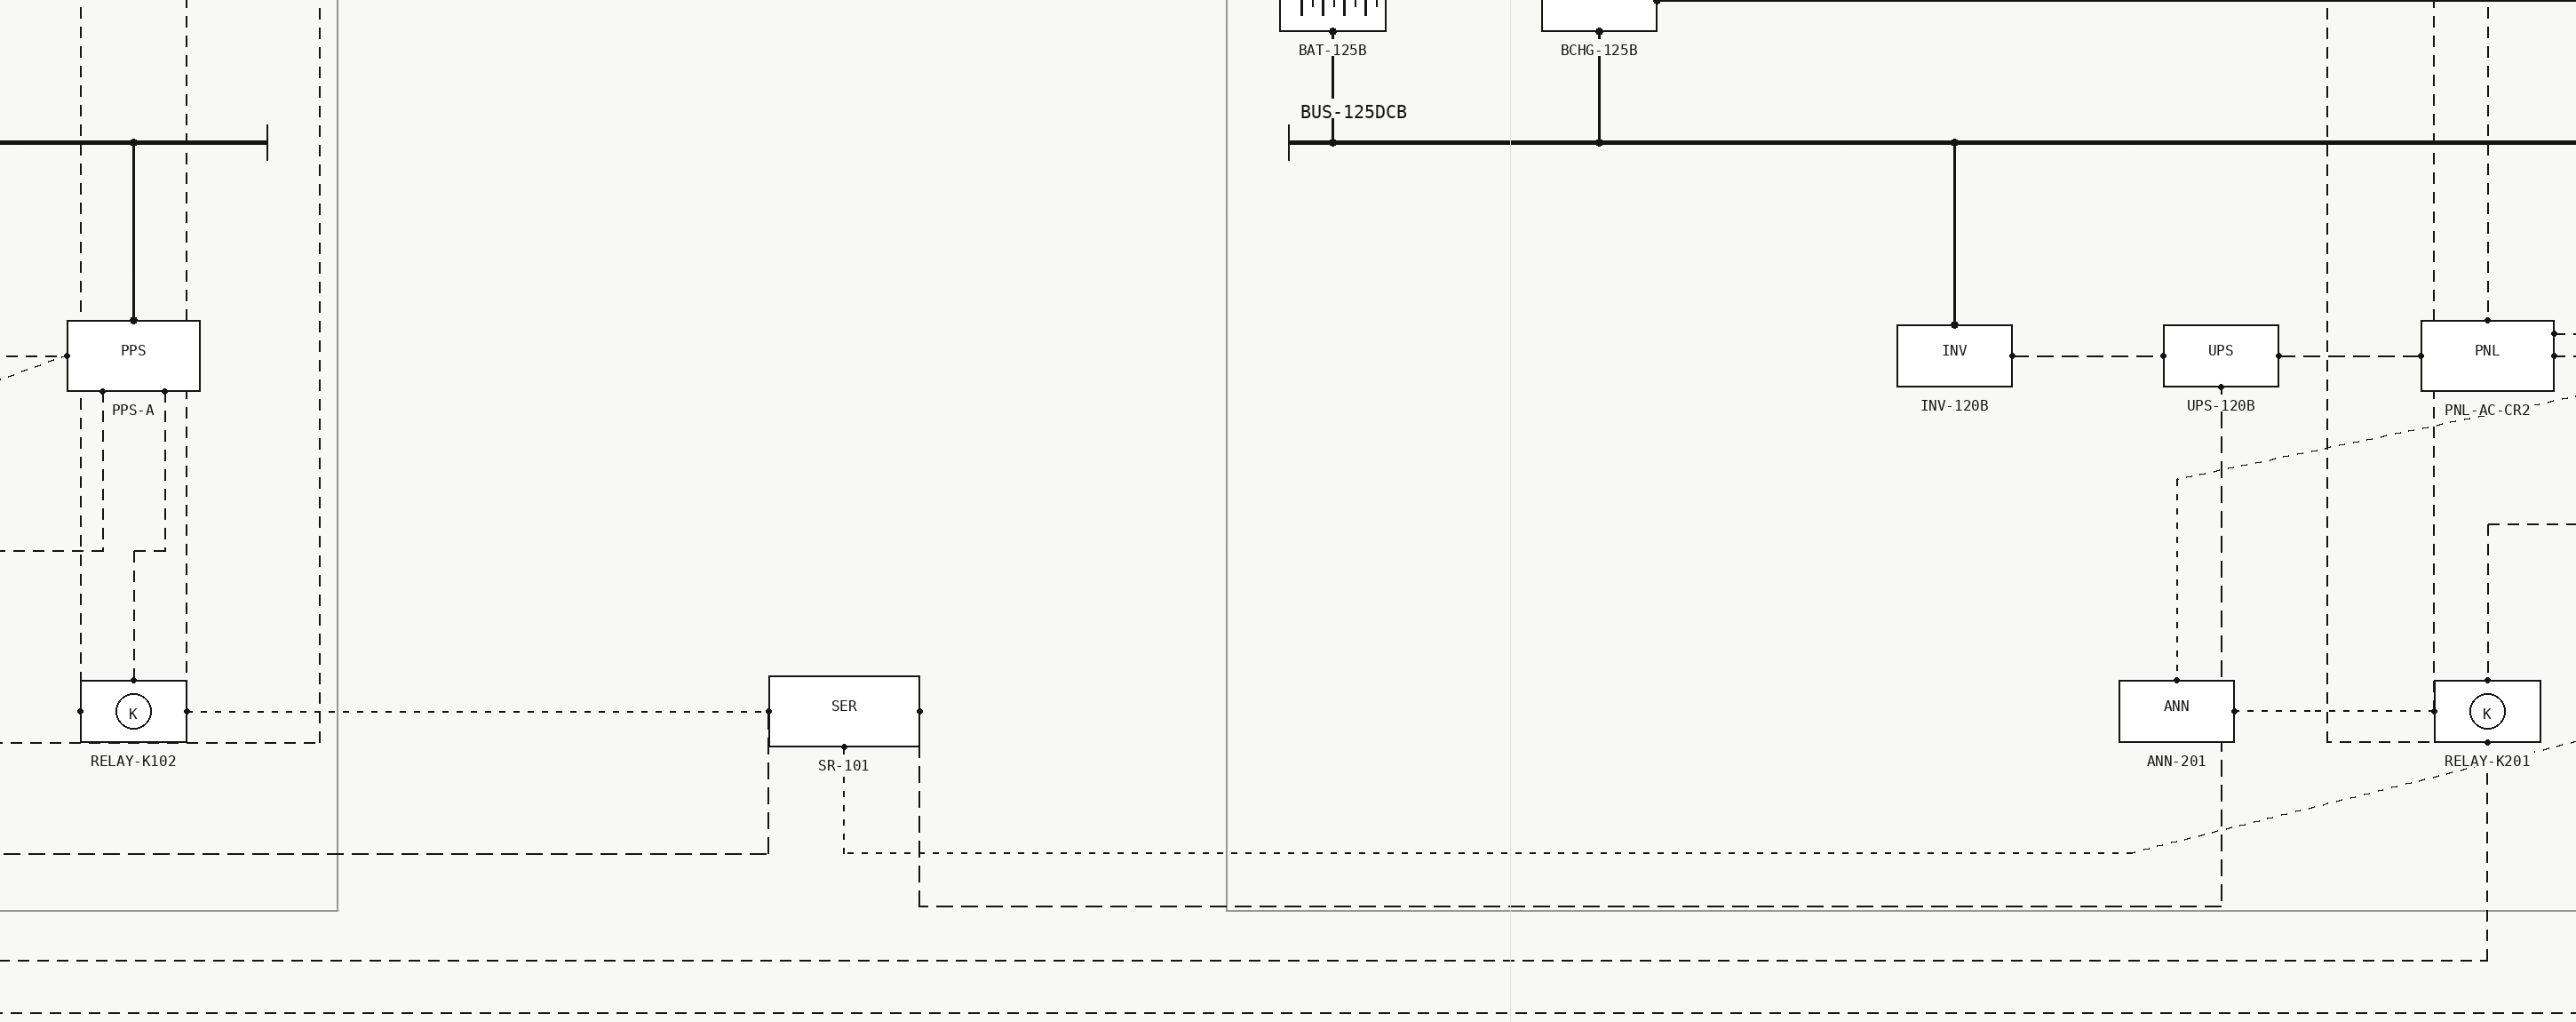 BAT-125B
BCHG-125B
BUS-125DCB
PPS
INV
UPS
PNL
PPS-A
INV-120B
UPS-120B
PNL-AC-CR2
K
SER
ANN
K
RELAY-K102
SR-101
ANN-201
RELAY-K201